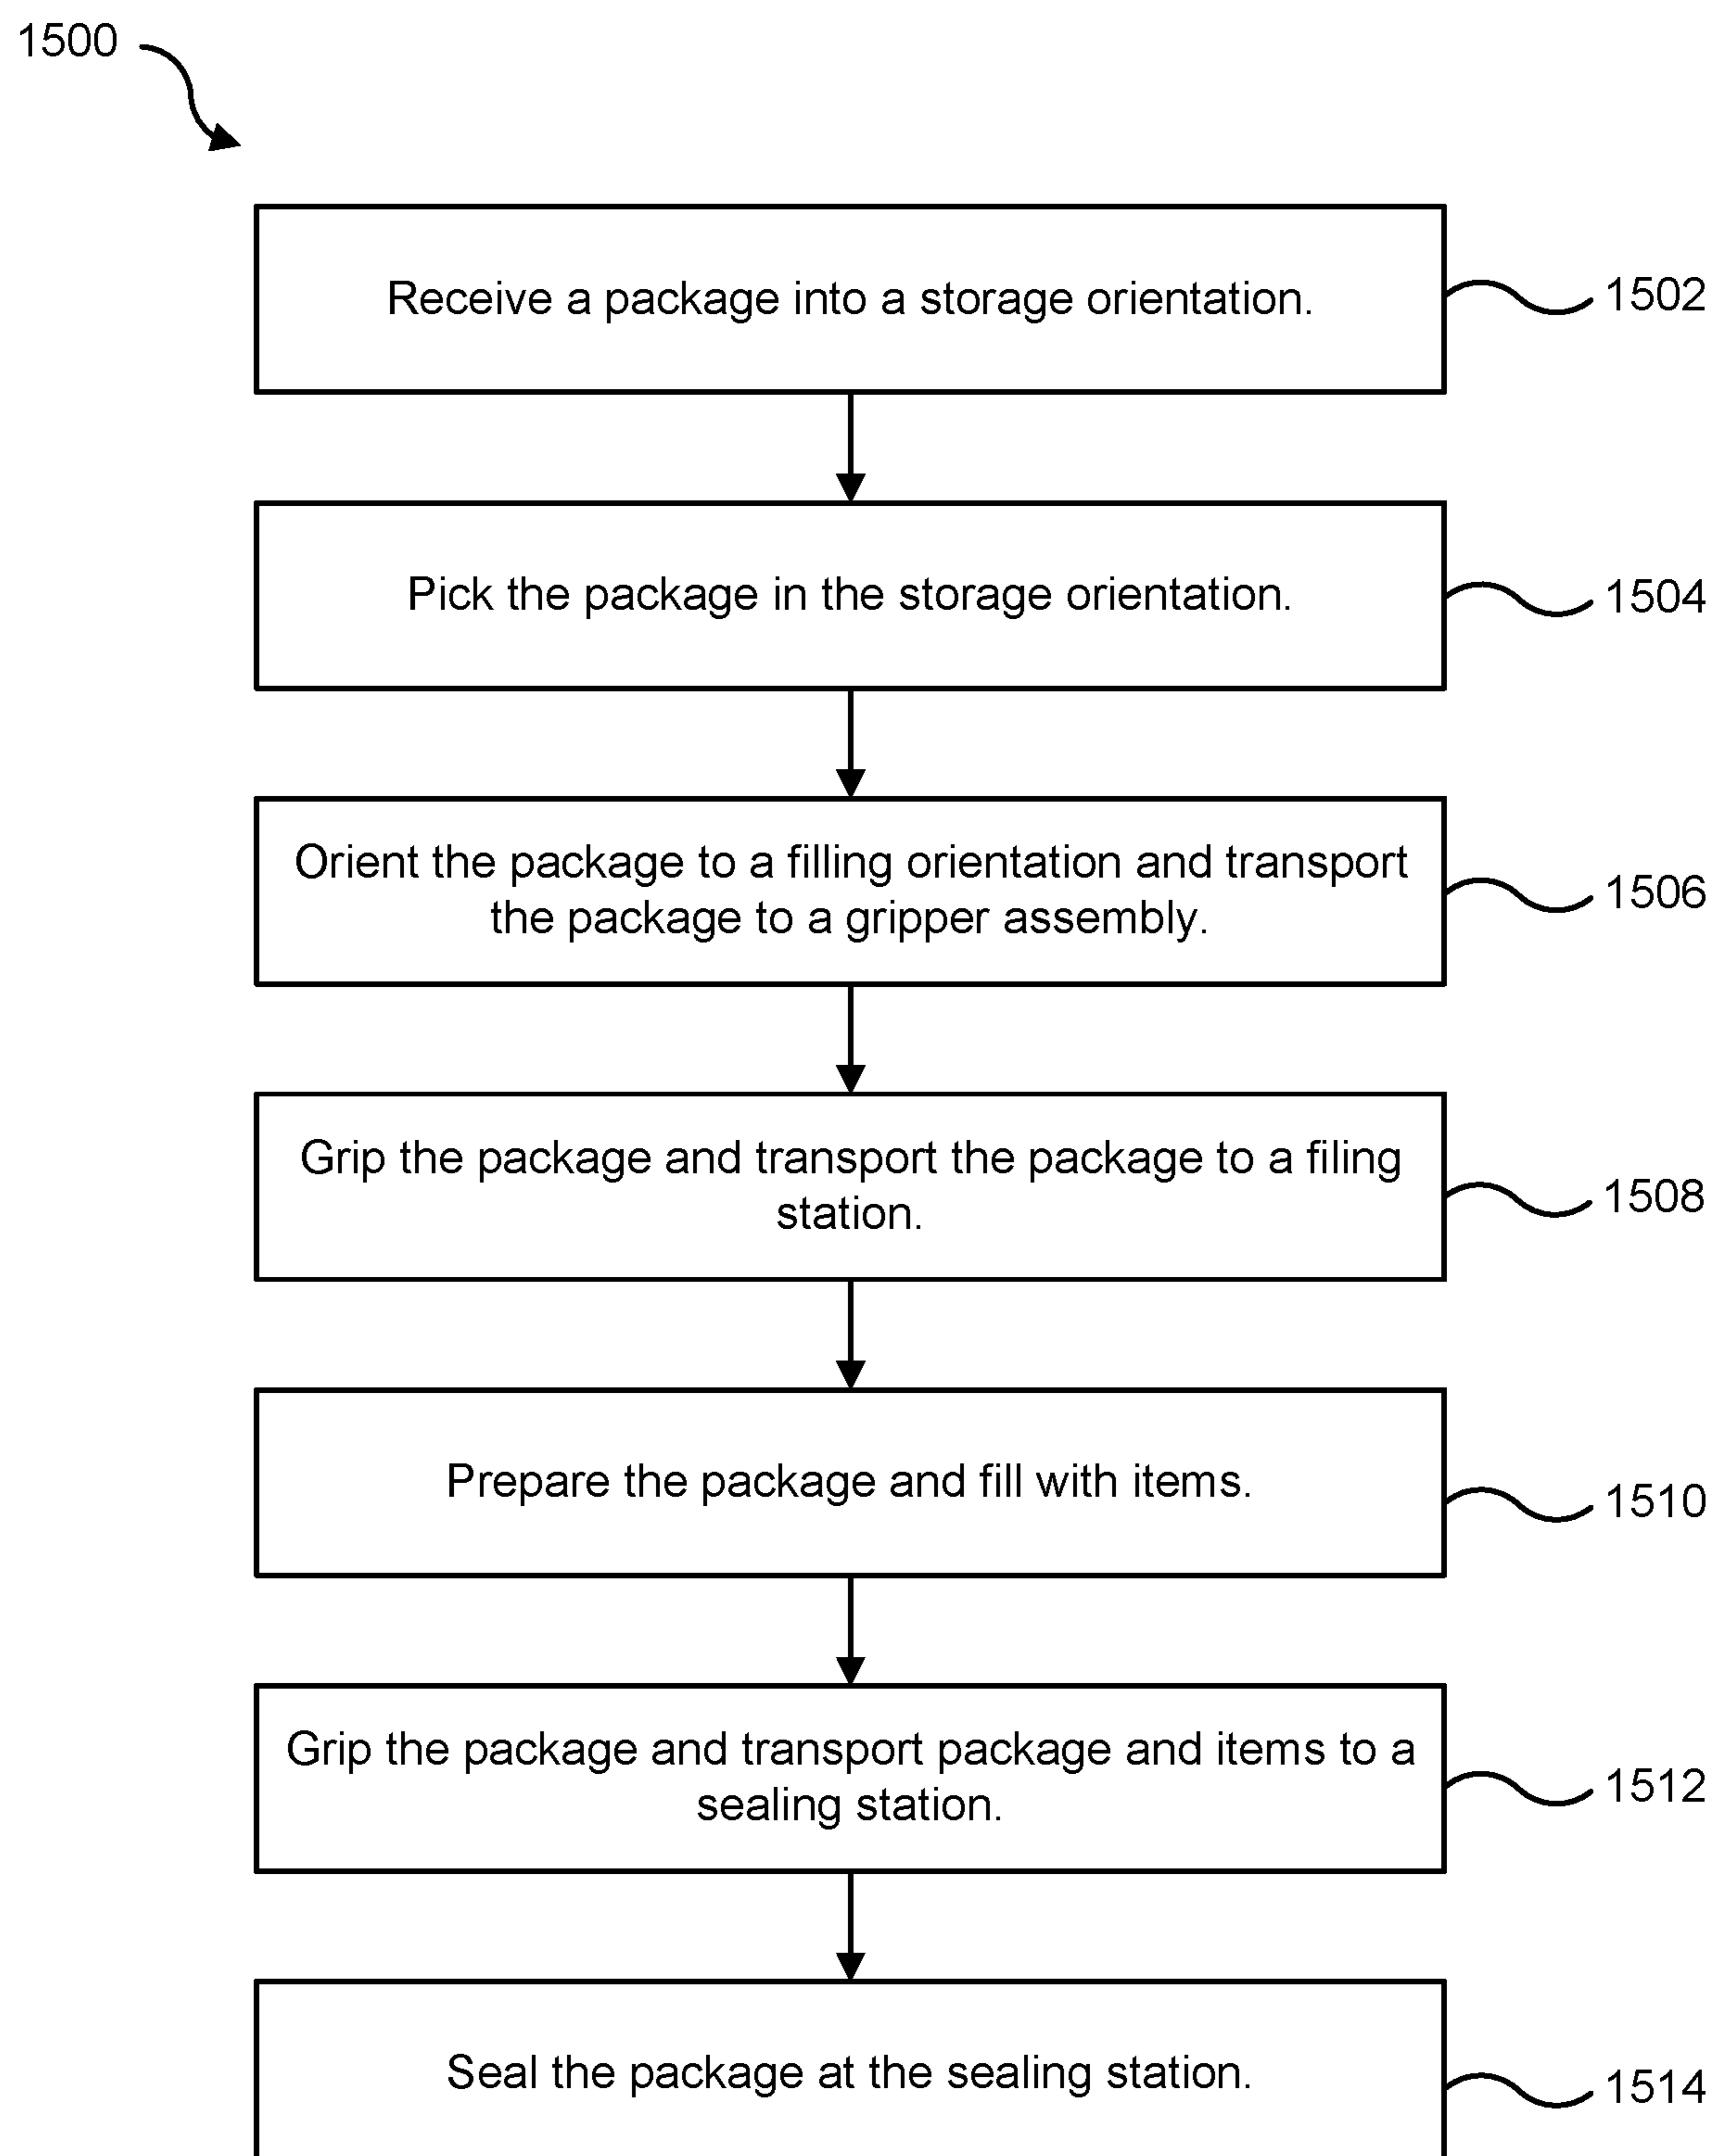 1500
Receive a package into a storage orientation.
1502
Pick the package in the storage orientation.
1504
Orient the package to a filling orientation and transport
the package to a gripper assembly.
1506
Grip the package and transport the package to a filing
station.
1508
Prepare the package and fill with items.
1510
Grip the package and transport package and items to a
sealing station.
1512
Seal the package at the sealing station.
1514